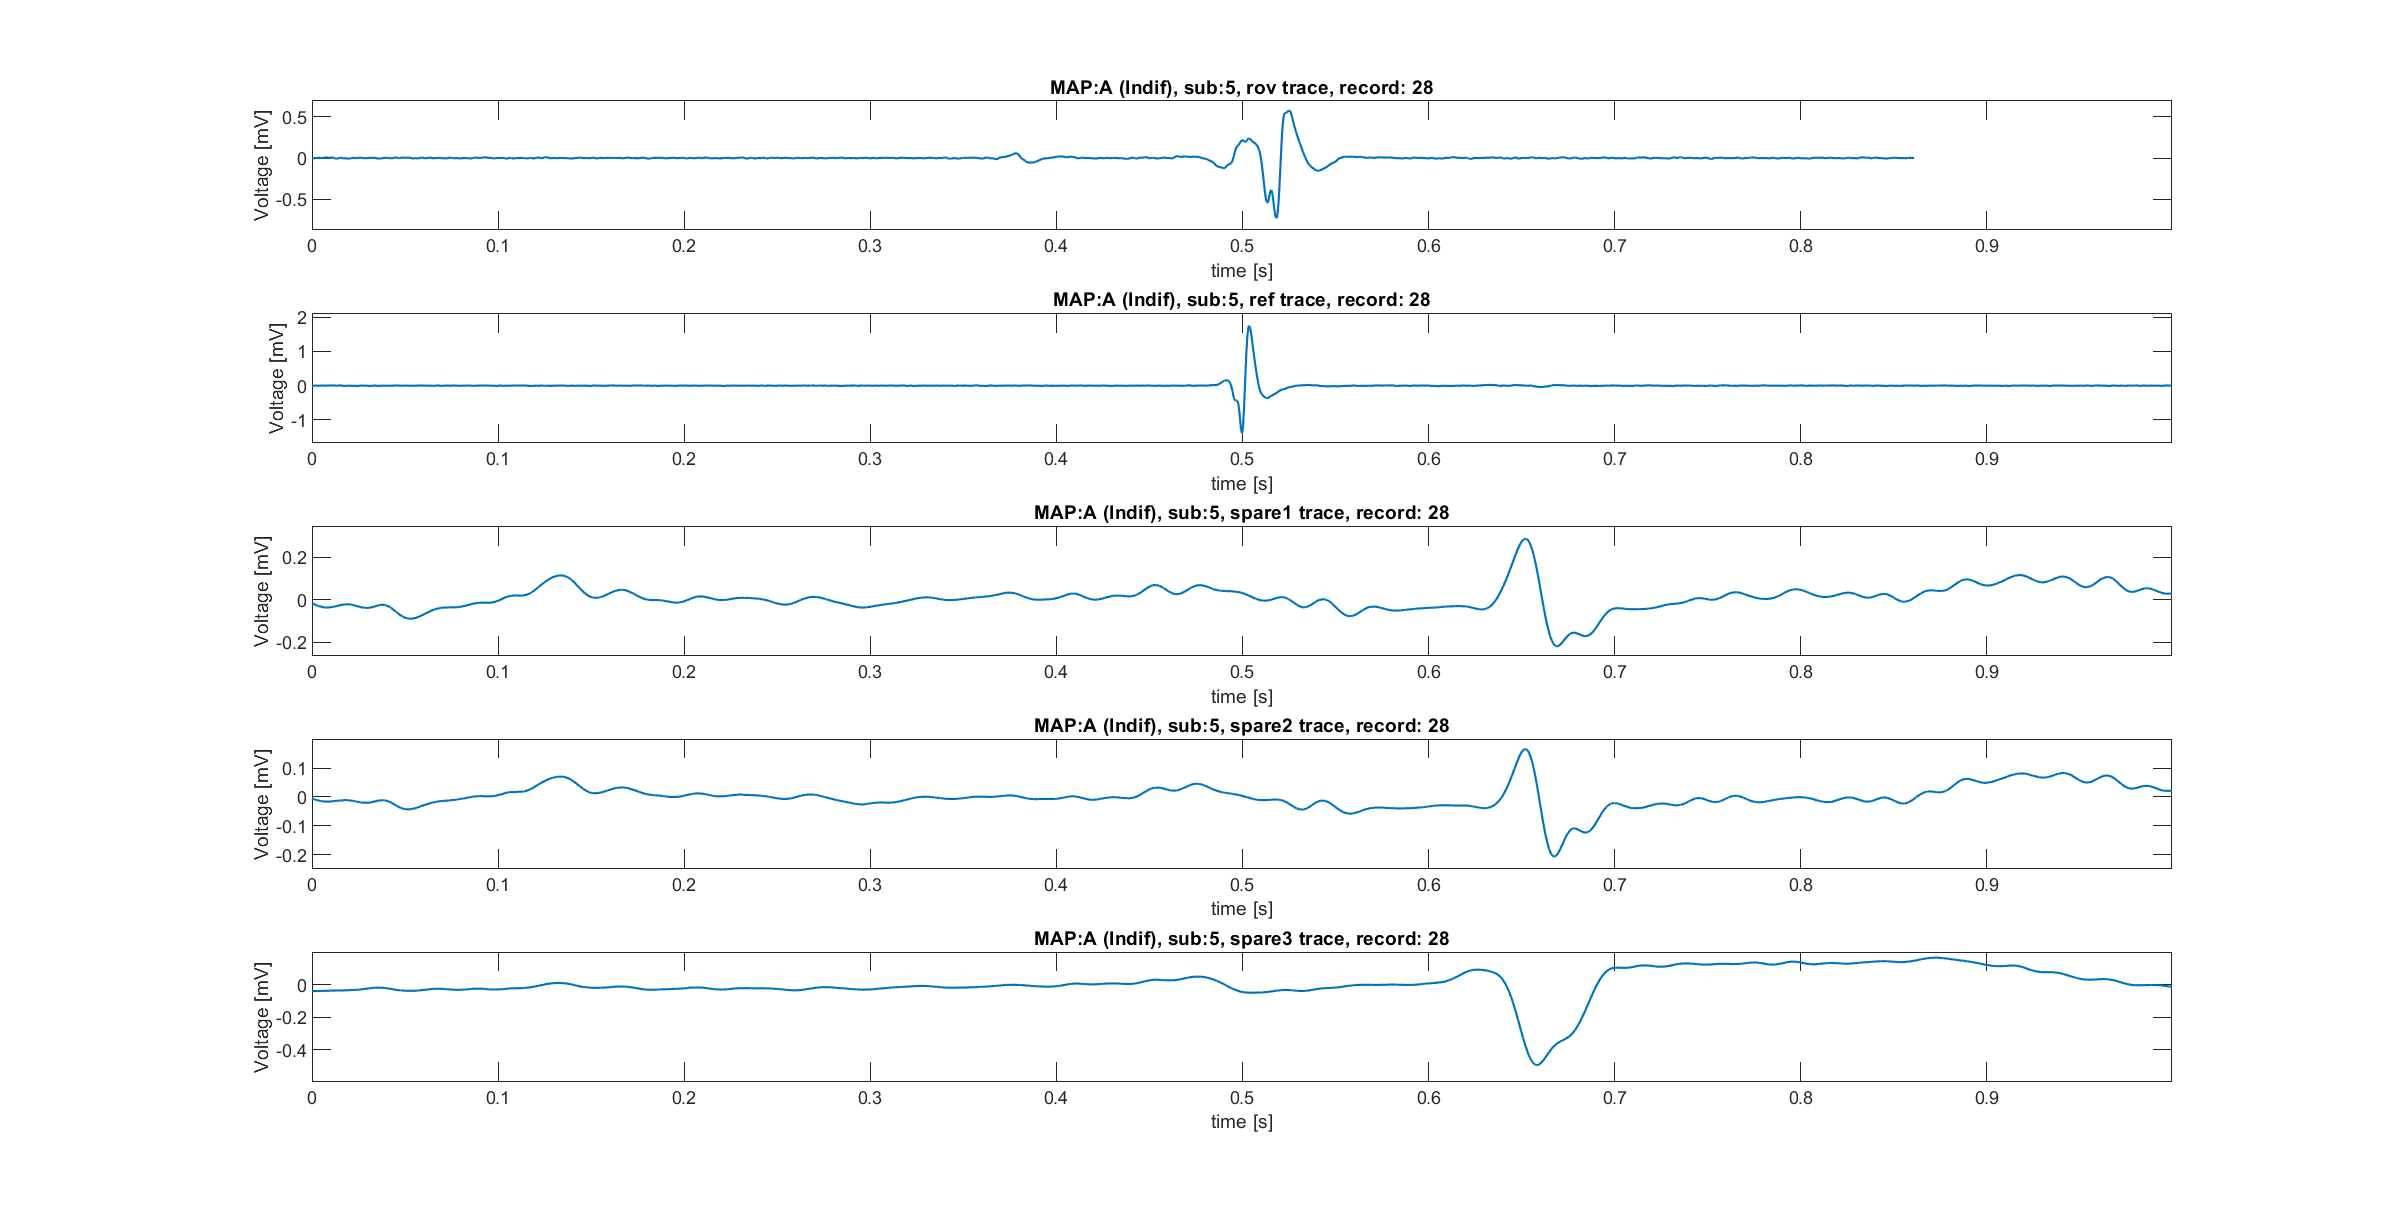 MAP:A (Indif), sub:5, rov trace, record: 28
Voltage [mV]
0.5
0
-0.5
0 0.1 0.2 0.3 0.4 0.5 0.6 0.7 0.8 0.9
time [s]
MAP:A (Indif), sub:5, ref trace, record: 28
Voltage [mV]
2
1
0
-1
0 0.1 0.2 0.3 0.4 0.5 0.6 0.7 0.8 0.9
time [s]
MAP:A (Indif), sub:5, spare1 trace, record: 28
Voltage [mV]
0.2
0
-0.2
0 0.1 0.2 0.3 0.4 0.5 0.6 0.7 0.8 0.9
time [s]
MAP:A (Indif), sub:5, spare2 trace, record: 28
Voltage [mV]
0.1
0
-0.1
-0.2
0 0.1 0.2 0.3 0.4 0.5 0.6 0.7 0.8 0.9
time [s]
MAP:A (Indif), sub:5, spare3 trace, record: 28
Voltage [mV]
0
-0.2
-0.4
0 0.1 0.2 0.3 0.4 0.5 0.6 0.7 0.8 0.9
time [s]